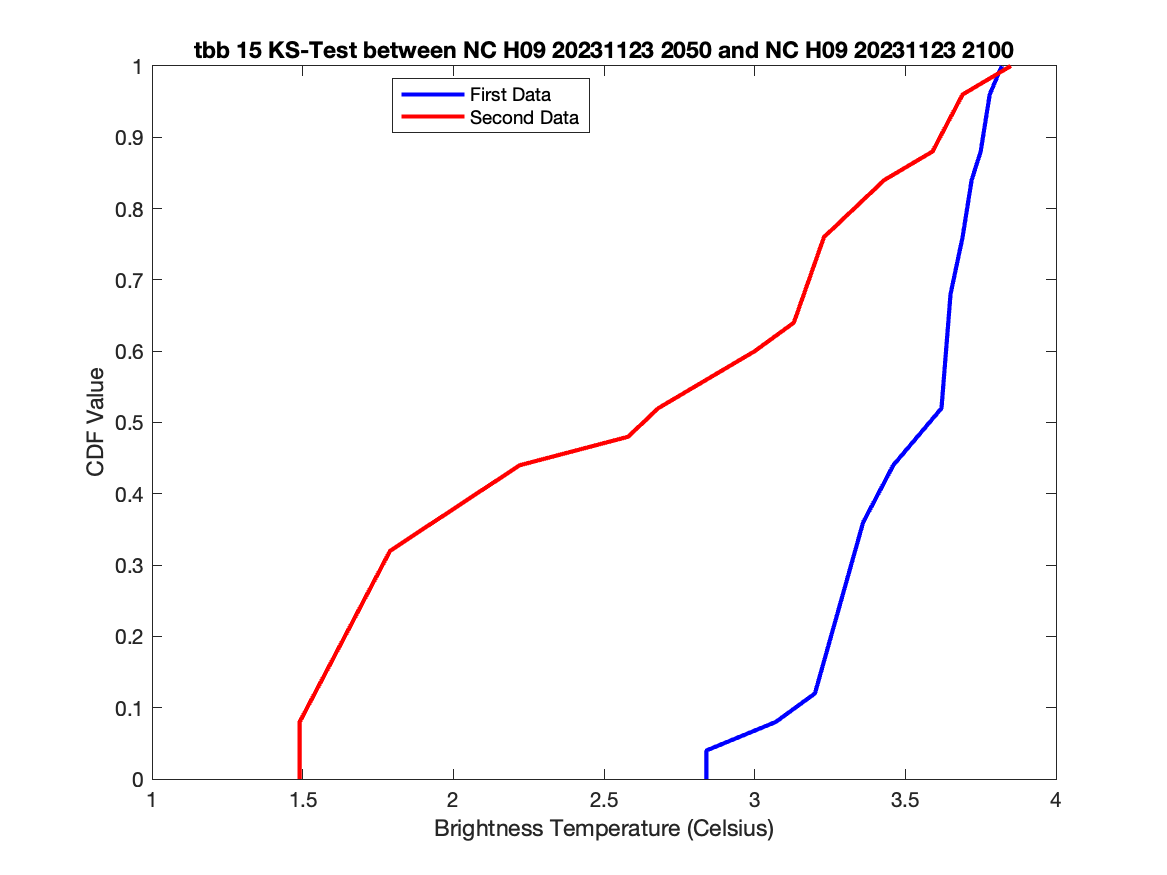 tbb 15 KS-Test between NC H09 20231123 2050 and NC H09 20231123 2100
First Data
Second Data
1
0.9
0.8
0.7
0.6
0.5
0.4
0.3
0.2
0.1
0
CDF Value
1 1.5 2 2.5 3 3.5 4
Brightness Temperature (Celsius)